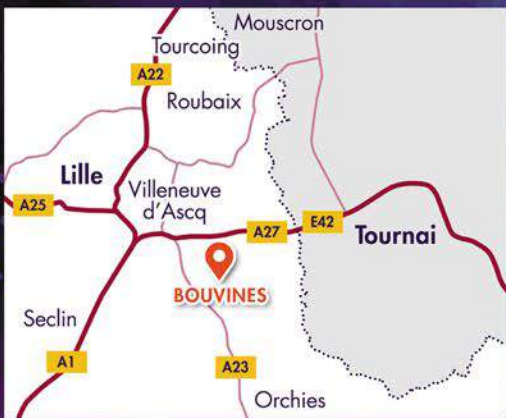 Mouscron
Tourcoing
A22
Roubaix
Lille
Villeneuve
d'Ascq
A25
A27
E42
Tournai
BOUVINES
Seclin
A1
A23
Orchies